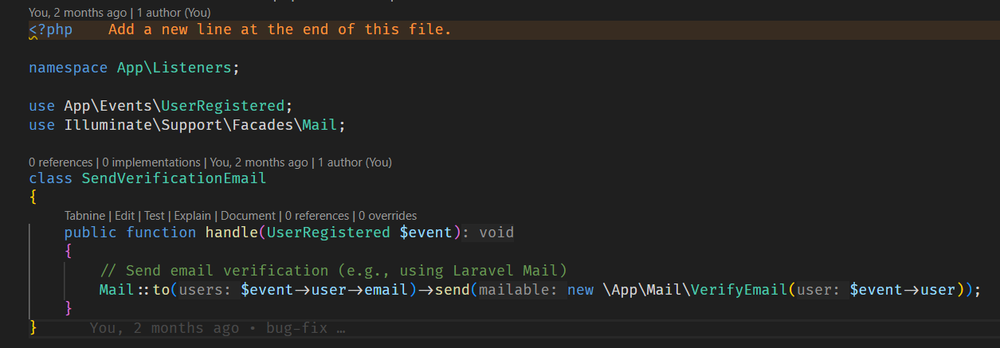 You, 2 months ago | 1 author (You)
<?php    Add a new line at the end of this file.
namespace App\Listeners;
use App\Events\UserRegistered;
use Illuminate\Support\Facades\Mail;
0 references | 0 implementations | You, 2 months ago | 1 author (You)
class SendVerificationEmail
{
Tabnine | Edit | Test | Explain | Document | 0 references | 0 overrides
public function handle(UserRegistered $event): void
{
// Send email verification (e.g., using Laravel Mail)
Mail::to(users: $event->user->email)->send(mailable: new \App\Mail\VerifyEmail(user: $event->user));
}
}    You, 2 months ago • bug-fix …